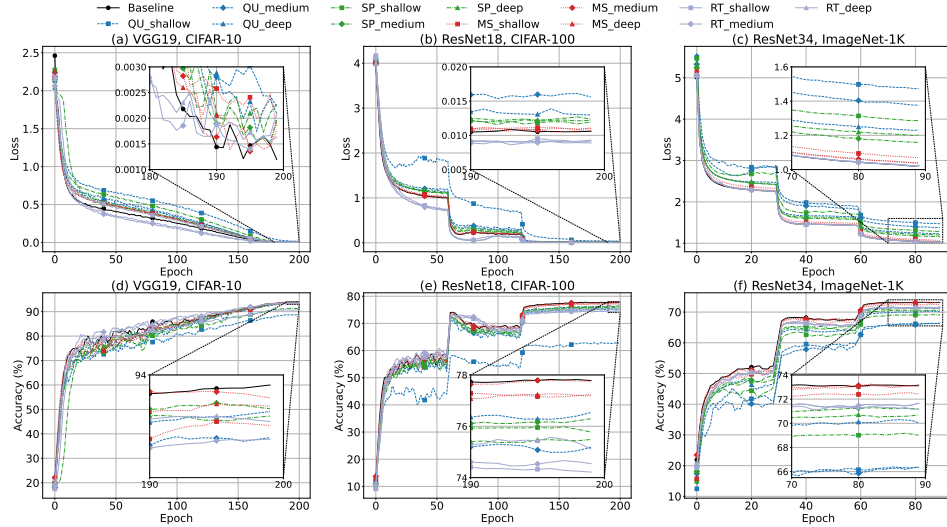 Baseline QU_medium SP_shallow SP_deep MS_medium RT_shallow RT_deep
QU_shallow QU_deep SP_medium MS_shallow MS_deep RT_medium
(a) VGG19, CIFAR-10 (b) ResNet18, CIFAR-100 (c) ResNet34, ImageNet-1K
2.5
2.0
1.5
1.0
0.5
0.0
Loss
0.0030
0.0025
0.0020
0.0015
0.0010
180 190 200
0 50 100 150 200
Epoch
4
3
2
1
0
Loss
0.020
0.015
0.010
0.005
190 200
0 50 100 150 200
Epoch
5
4
3
2
1
Loss
1.6
1.4
1.2
1.0
70 80 90
0 20 40 60 80
Epoch
(d) VGG19, CIFAR-10 (e) ResNet18, CIFAR-100 (f) ResNet34, ImageNet-1K
90
80
70
60
50
40
30
20
Accuracy (%)
94
93
190 200
0 50 100 150 200
Epoch
80
70
60
50
40
30
20
10
Accuracy (%)
78
76
74
190 200
0 50 100 150 200
Epoch
70
60
50
40
30
20
10
Accuracy (%)
74
72
70
68
66
70 80 90
0 20 40 60 80
Epoch